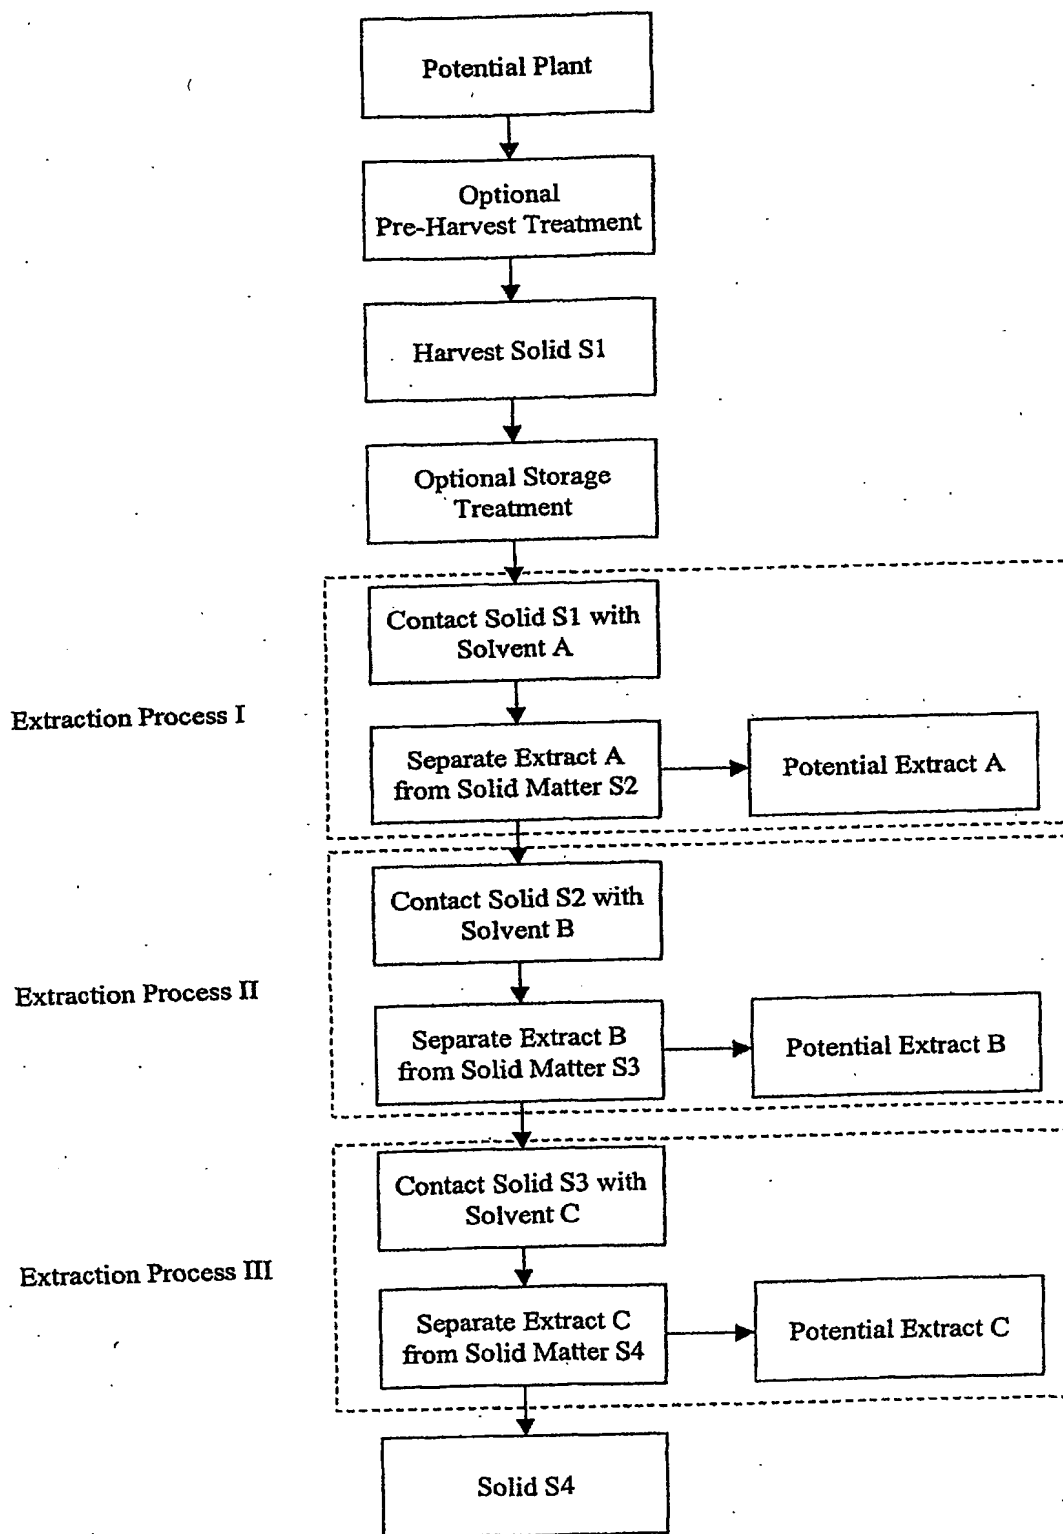 Potential Plant
Optional
Pre-Harvest Treatment
Harvest Solid S1
Optional Storage
Treatment
Contact Solid S1 with
Solvent A
Extraction Process I
Separate Extract A
from Solid Matter S2
Potential Extract A
Contact Solid S2 with
Solvent B
Extraction Process II
Separate Extract B
from Solid Matter S3
Potential Extract B
Contact Solid S3 with
Solvent C
Extraction Process III
Separate Extract C
from Solid Matter S4
Potential Extract C
Solid S4